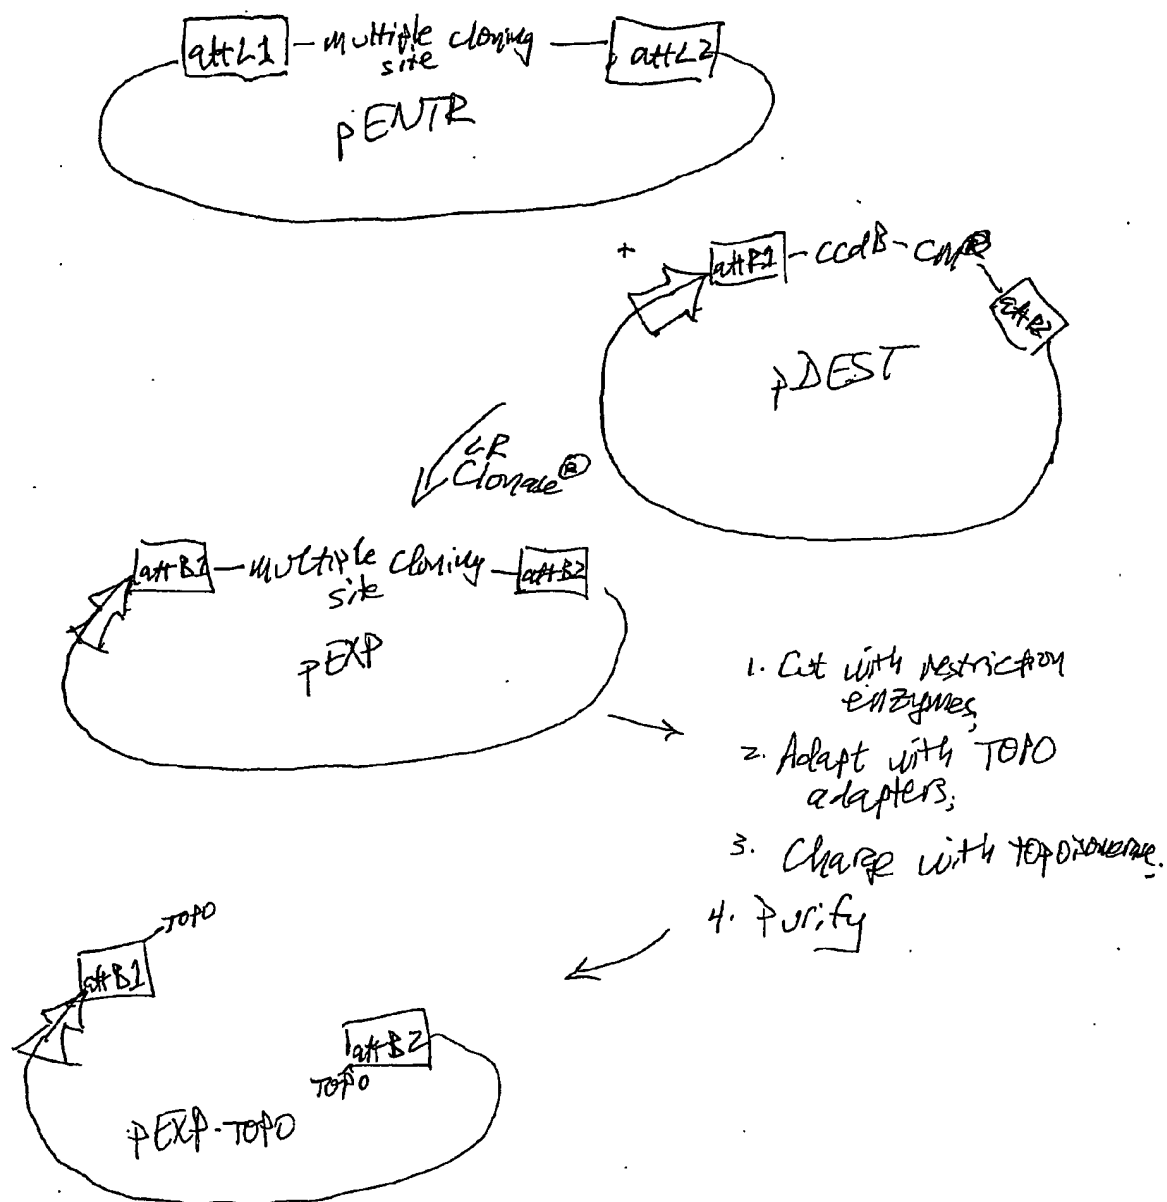 attL1 - multiple cloning - attL2
site
pENTR
+
attR1 - ccdB - CmR
attR2
pDEST
LR
Clonase®
attB1 - multiple cloning - attB2
site
pEXP
1. Cut with restriction
enzymes;
2. Adapt with TOPO
adapters;
3. Charge with topoisomerase.
4. Purify
TOPO
attB1
attB2
TOPO
pEXP-TOPO